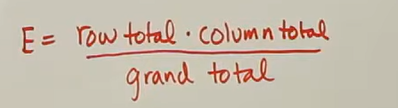 E = row total · column total
grand total